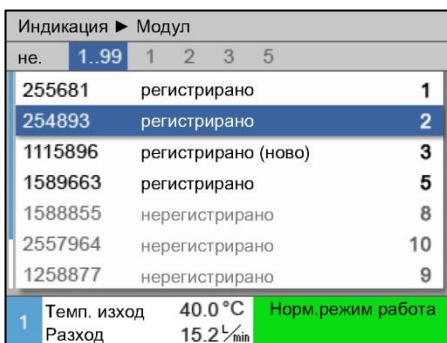 Индикация ► Модул
не. 1..99 1 2 3 5
255681 регистрирано 1
254893 регистрирано 2
1115896 регистрирано (ново) 3
1589663 регистрирано 5
1588855 нерегистрирано 8
2557964 нерегистрирано 10
1258877 нерегистрирано 9
1 Темп. изход 40.0 °C Норм.режим работа
Разход 15.2 L/min